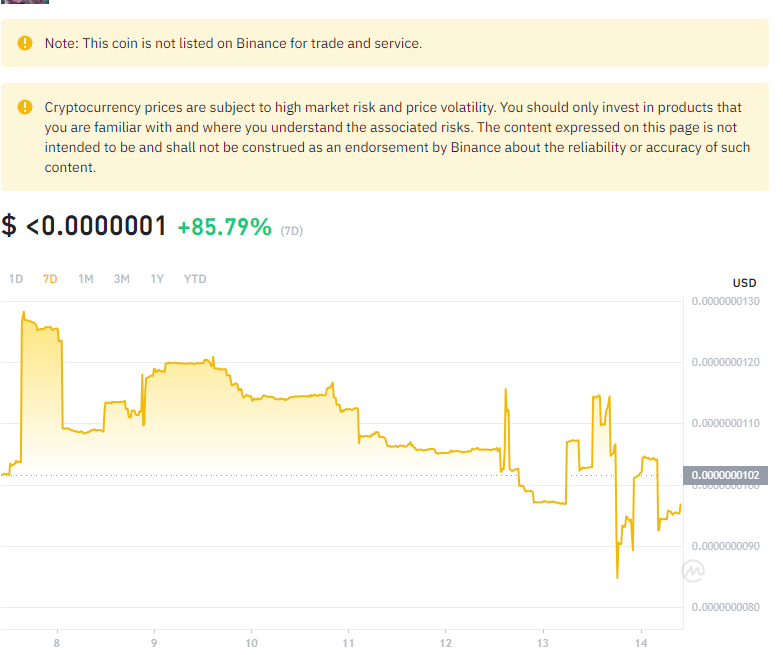 Note: This coin is not listed on Binance for trade and service.
Cryptocurrency prices are subject to high market risk and price volatility. You should only invest in products that
you are familiar with and where you understand the associated risks. The content expressed on this page is not
intended to be and shall not be construed as an endorsement by Binance about the reliability or accuracy of such
content.
$ <0.0000001 +85.79% (7D)
1D 7D 1M 3M 1Y YTD
USD
0.0000000130
0.0000000120
0.0000000110
0.0000000102
0.0000000100
0.0000000090
0.0000000080
8 9 10 11 12 13 14